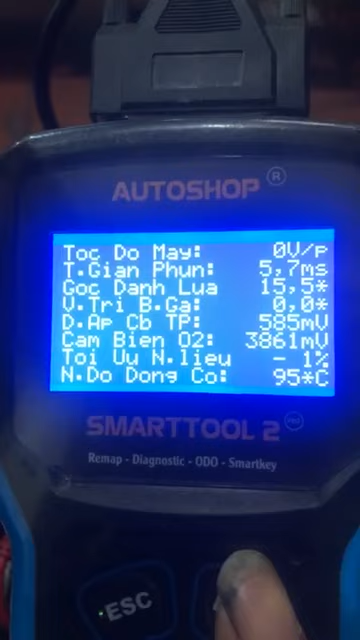 AUTOSHOP ®
Toc Do May: 0V/p
T.Gian Phun: 5,7ms
Goc Danh Lua 15,5*
V.Tri B.Ga: 0,0*
D.Ap Cb TP: 585mV
Cam Bien O2: 3861mV
Toi Uu N.lieu - 1%
N.Do Dong Co: 95*C
SMARTTOOL 2 PRO
Remap - Diagnostic - ODO - Smartkey
ESC